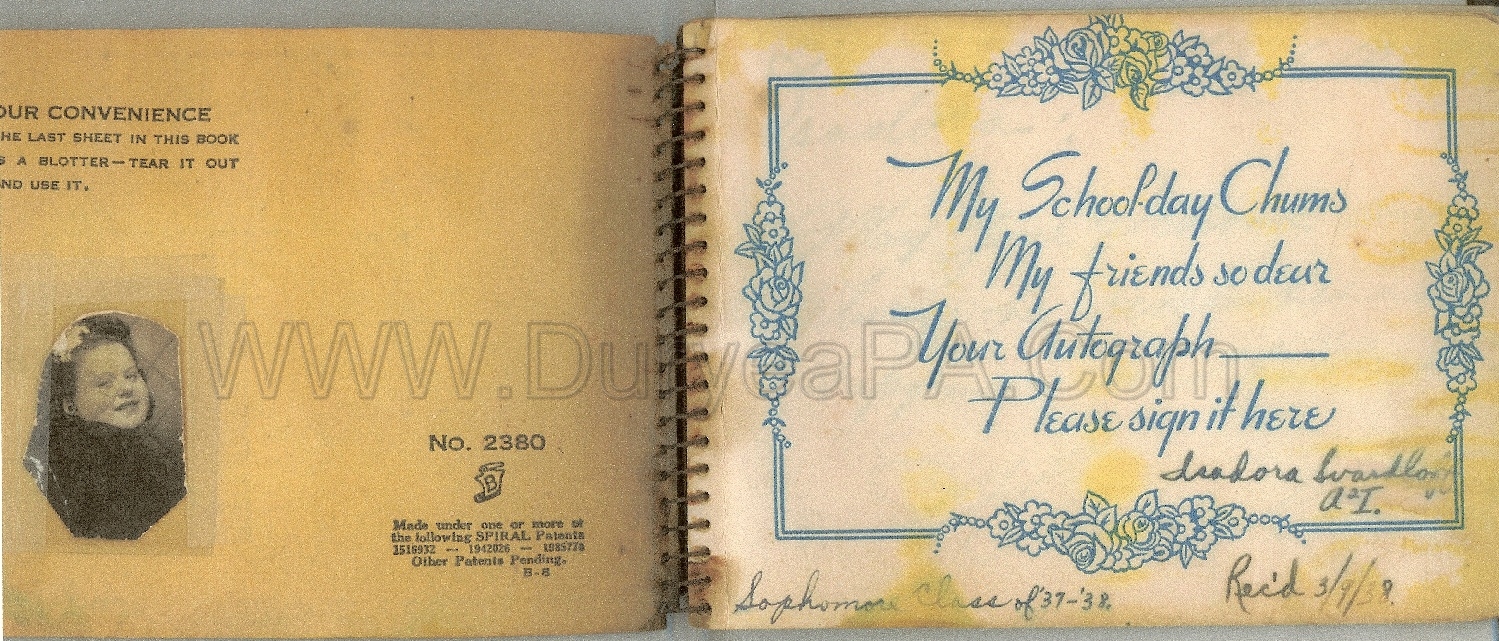 OUR CONVENIENCE
HE LAST SHEET IN THIS BOOK
S A BLOTTER—TEAR IT OUT
ND USE IT.
No. 2380
B
Made under one or more of
the following SPIRAL Patents
1942026 — 1985776
Other Patents Pending.
B-8
My School-day Chums
My friends so dear
Your Autograph
Please sign it here
Isadora
A²I.
Sophomore Class of '37-'38.
Rec'd 3/9/38.
WWW.DuryeaPA.Com